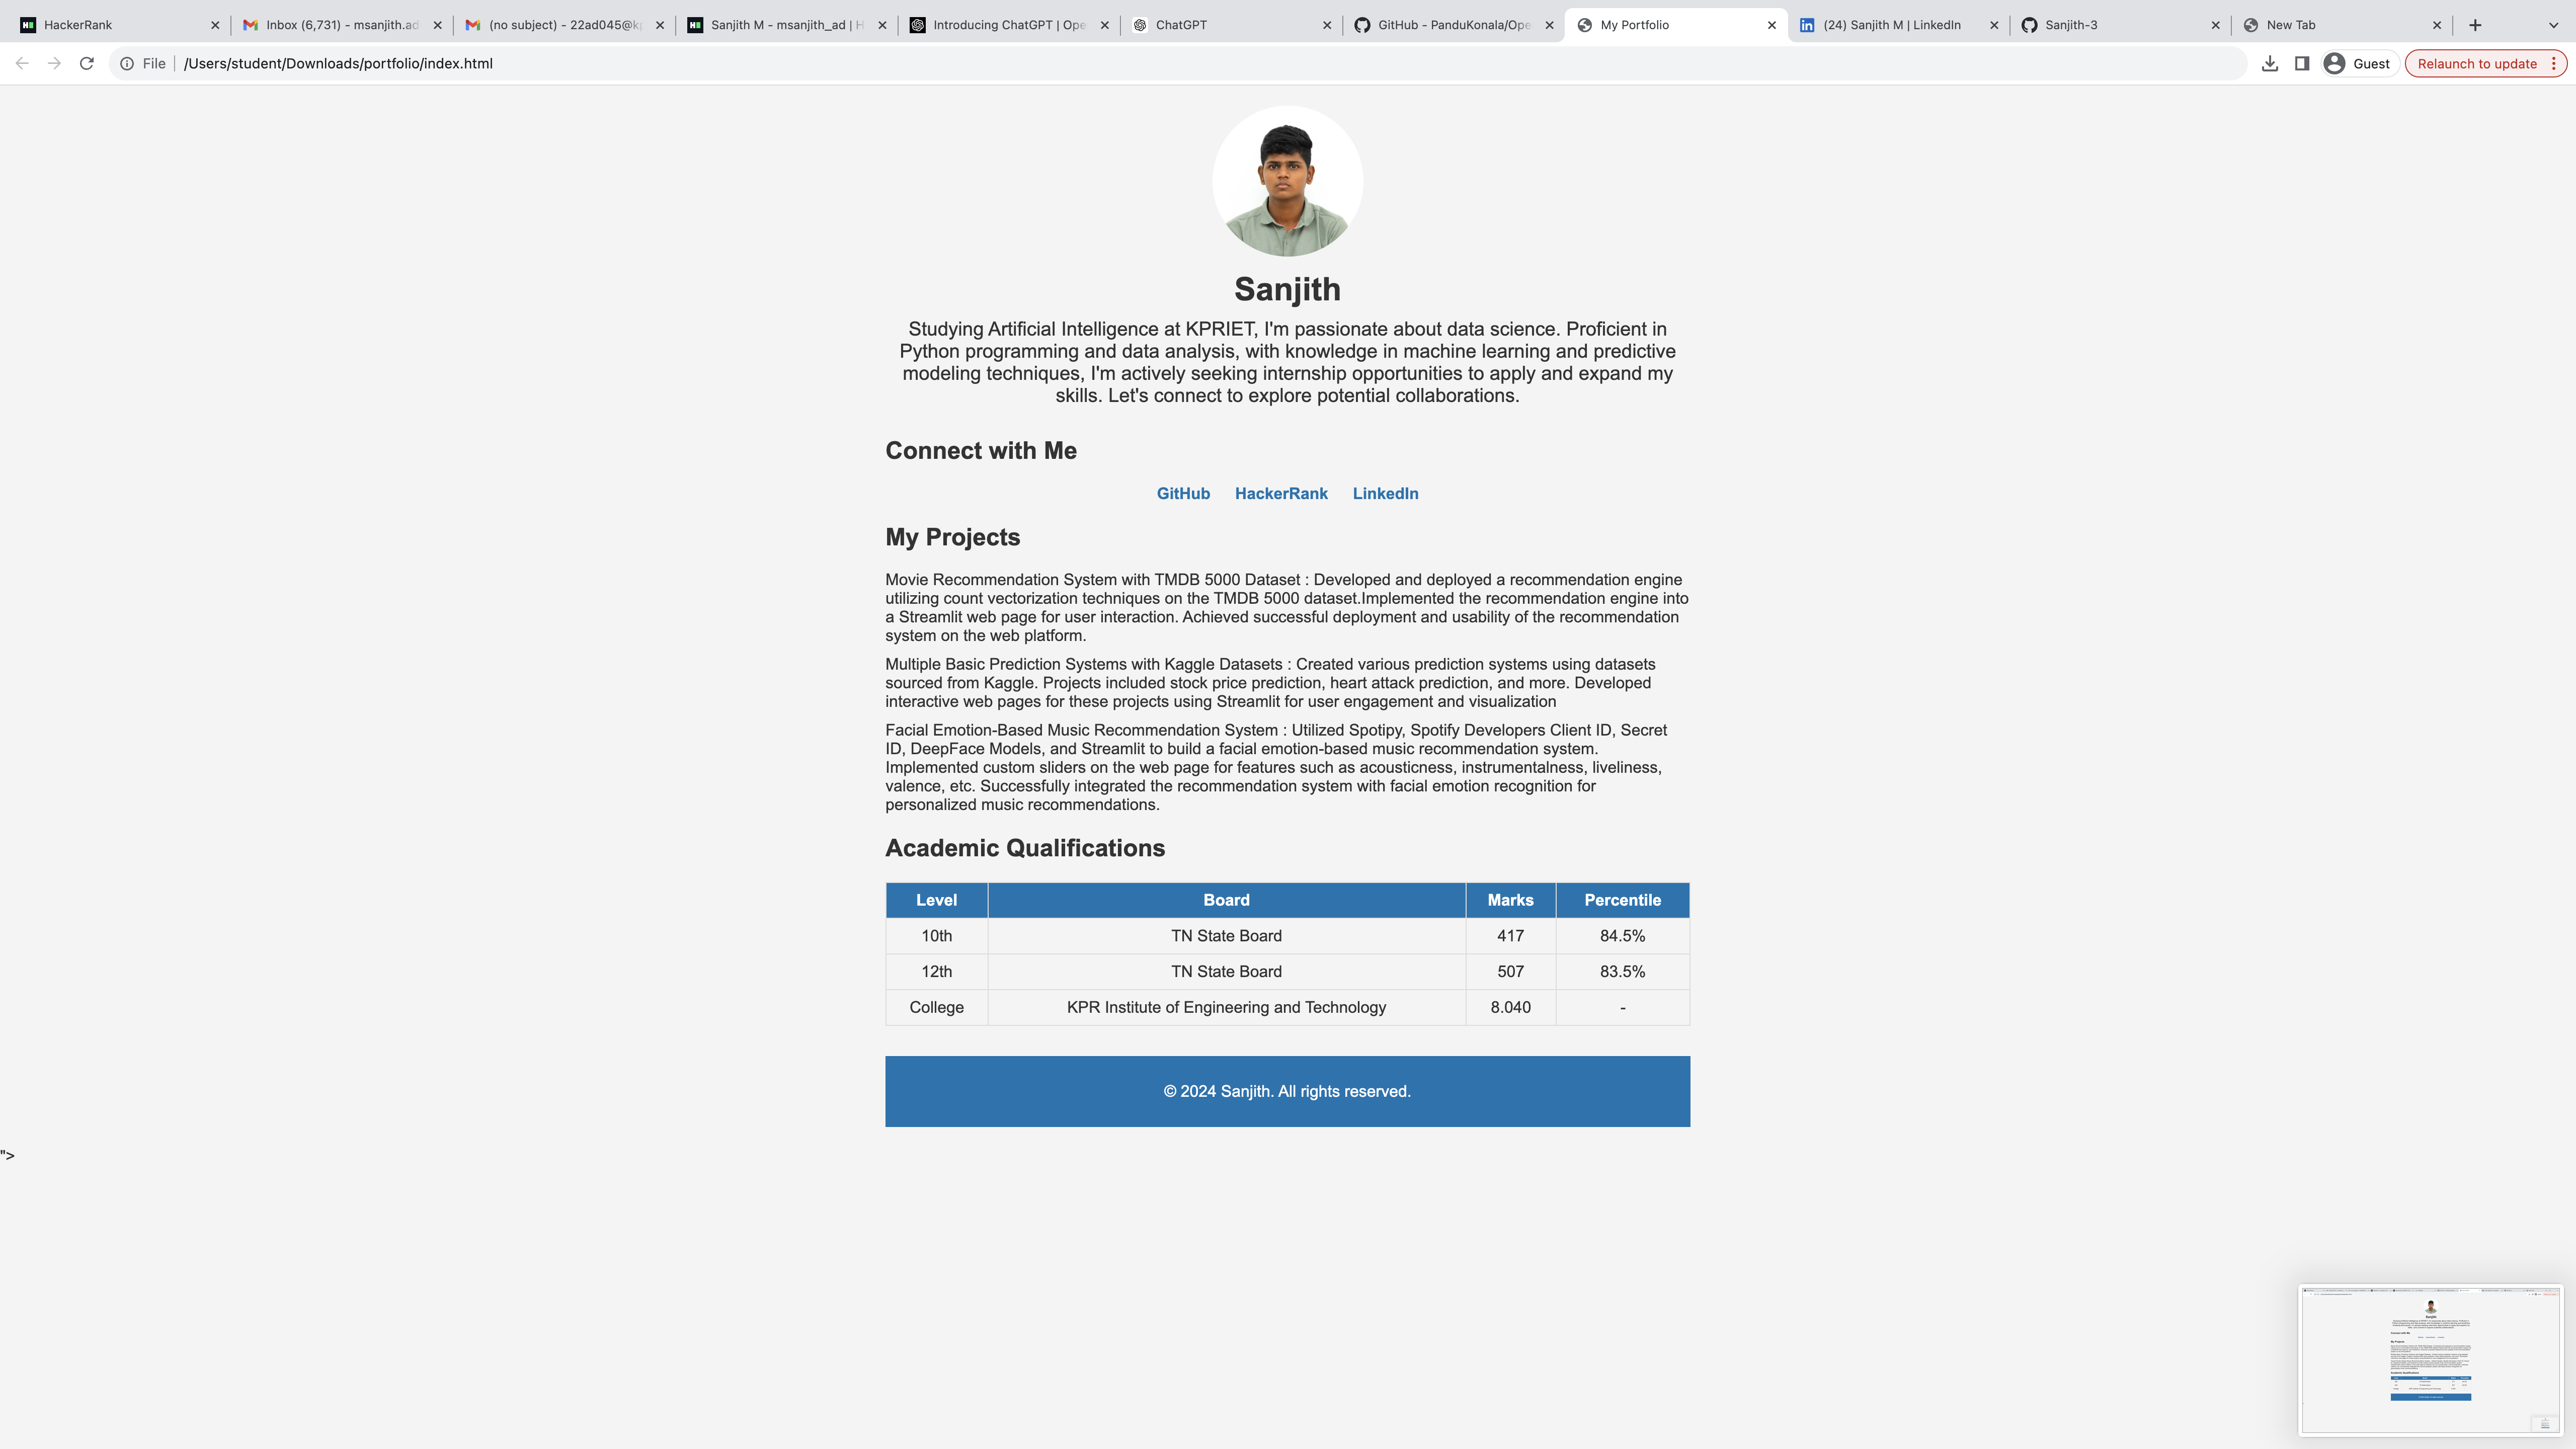 HackerRank
Inbox (6,731) - msanjith.ad
(no subject) - 22ad045@k
Sanjith M - msanjith_ad | H
Introducing ChatGPT | Ope
ChatGPT
GitHub - PanduKonala/Ope
My Portfolio
(24) Sanjith M | LinkedIn
Sanjith-3
New Tab
File
/Users/student/Downloads/portfolio/index.html
Guest
Relaunch to update
Sanjith
Studying Artificial Intelligence at KPRIET, I'm passionate about data science. Proficient in
Python programming and data analysis, with knowledge in machine learning and predictive
modeling techniques, I'm actively seeking internship opportunities to apply and expand my
skills. Let's connect to explore potential collaborations.
Connect with Me
GitHub HackerRank LinkedIn
My Projects
Movie Recommendation System with TMDB 5000 Dataset : Developed and deployed a recommendation engine
utilizing count vectorization techniques on the TMDB 5000 dataset.Implemented the recommendation engine into
a Streamlit web page for user interaction. Achieved successful deployment and usability of the recommendation
system on the web platform.
Multiple Basic Prediction Systems with Kaggle Datasets : Created various prediction systems using datasets
sourced from Kaggle. Projects included stock price prediction, heart attack prediction, and more. Developed
interactive web pages for these projects using Streamlit for user engagement and visualization
Facial Emotion-Based Music Recommendation System : Utilized Spotipy, Spotify Developers Client ID, Secret
ID, DeepFace Models, and Streamlit to build a facial emotion-based music recommendation system.
Implemented custom sliders on the web page for features such as acousticness, instrumentalness, liveliness,
valence, etc. Successfully integrated the recommendation system with facial emotion recognition for
personalized music recommendations.
Academic Qualifications
Level Board Marks Percentile
10th TN State Board 417 84.5%
12th TN State Board 507 83.5%
College KPR Institute of Engineering and Technology 8.040 -
© 2024 Sanjith. All rights reserved.
">